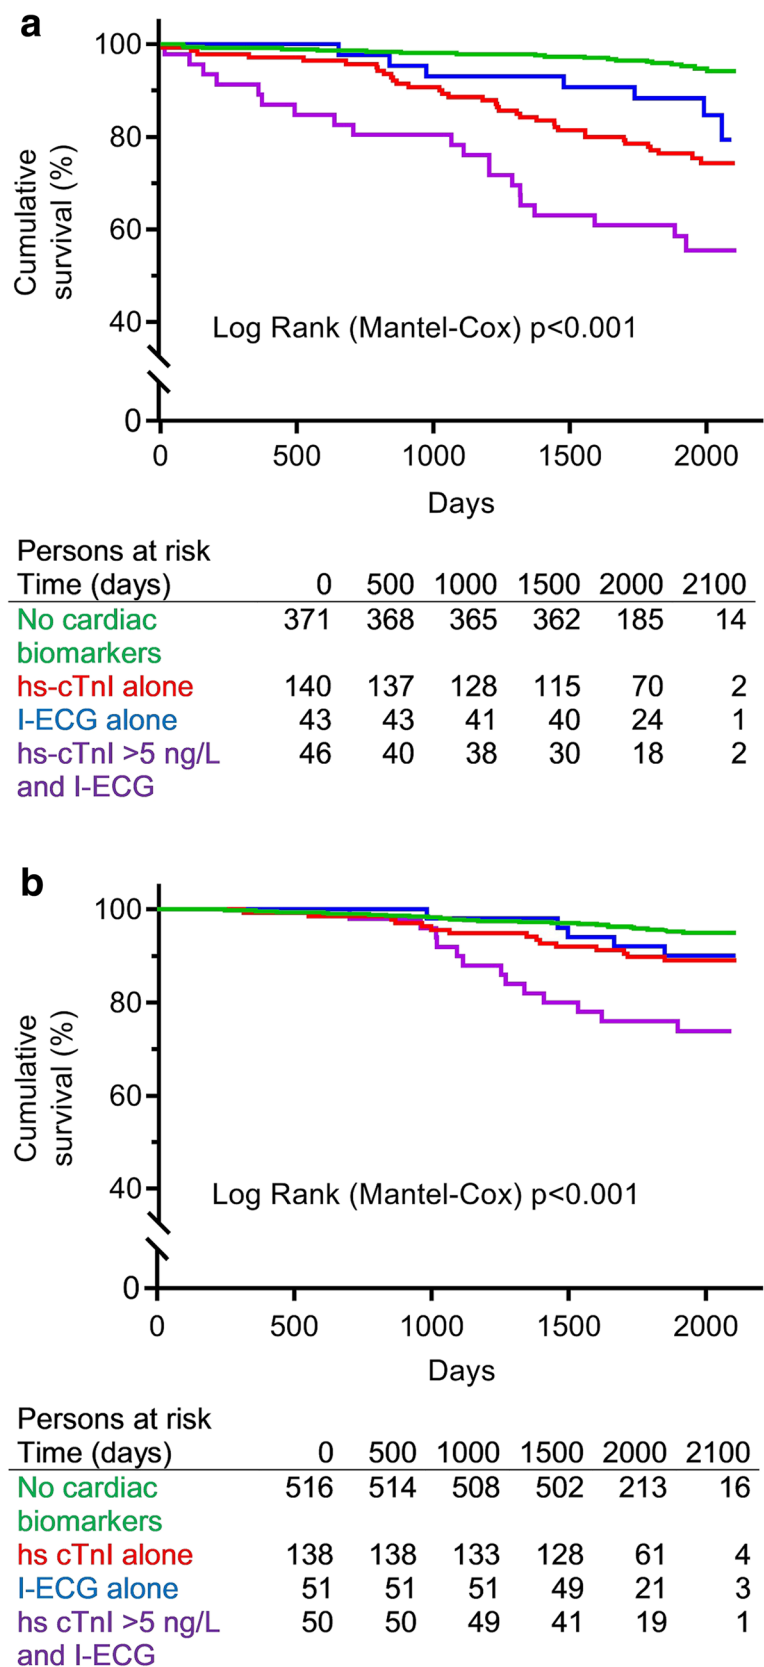 a
100
80
60
40
0
Cumulative
survival (%)
Log Rank (Mantel-Cox) p<0.001
0 500 1000 1500 2000
Days
Persons at risk
Time (days) 0 500 1000 1500 2000 2100
No cardiac 371 368 365 362 185 14
biomarkers
hs-cTnI alone 140 137 128 115 70 2
I-ECG alone 43 43 41 40 24 1
hs-cTnI >5 ng/L 46 40 38 30 18 2
and I-ECG
b
100
80
60
40
0
Cumulative
survival (%)
Log Rank (Mantel-Cox) p<0.001
0 500 1000 1500 2000
Days
Persons at risk
Time (days) 0 500 1000 1500 2000 2100
No cardiac 516 514 508 502 213 16
biomarkers
hs cTnI alone 138 138 133 128 61 4
I-ECG alone 51 51 51 49 21 3
hs cTnI >5 ng/L 50 50 49 41 19 1
and I-ECG